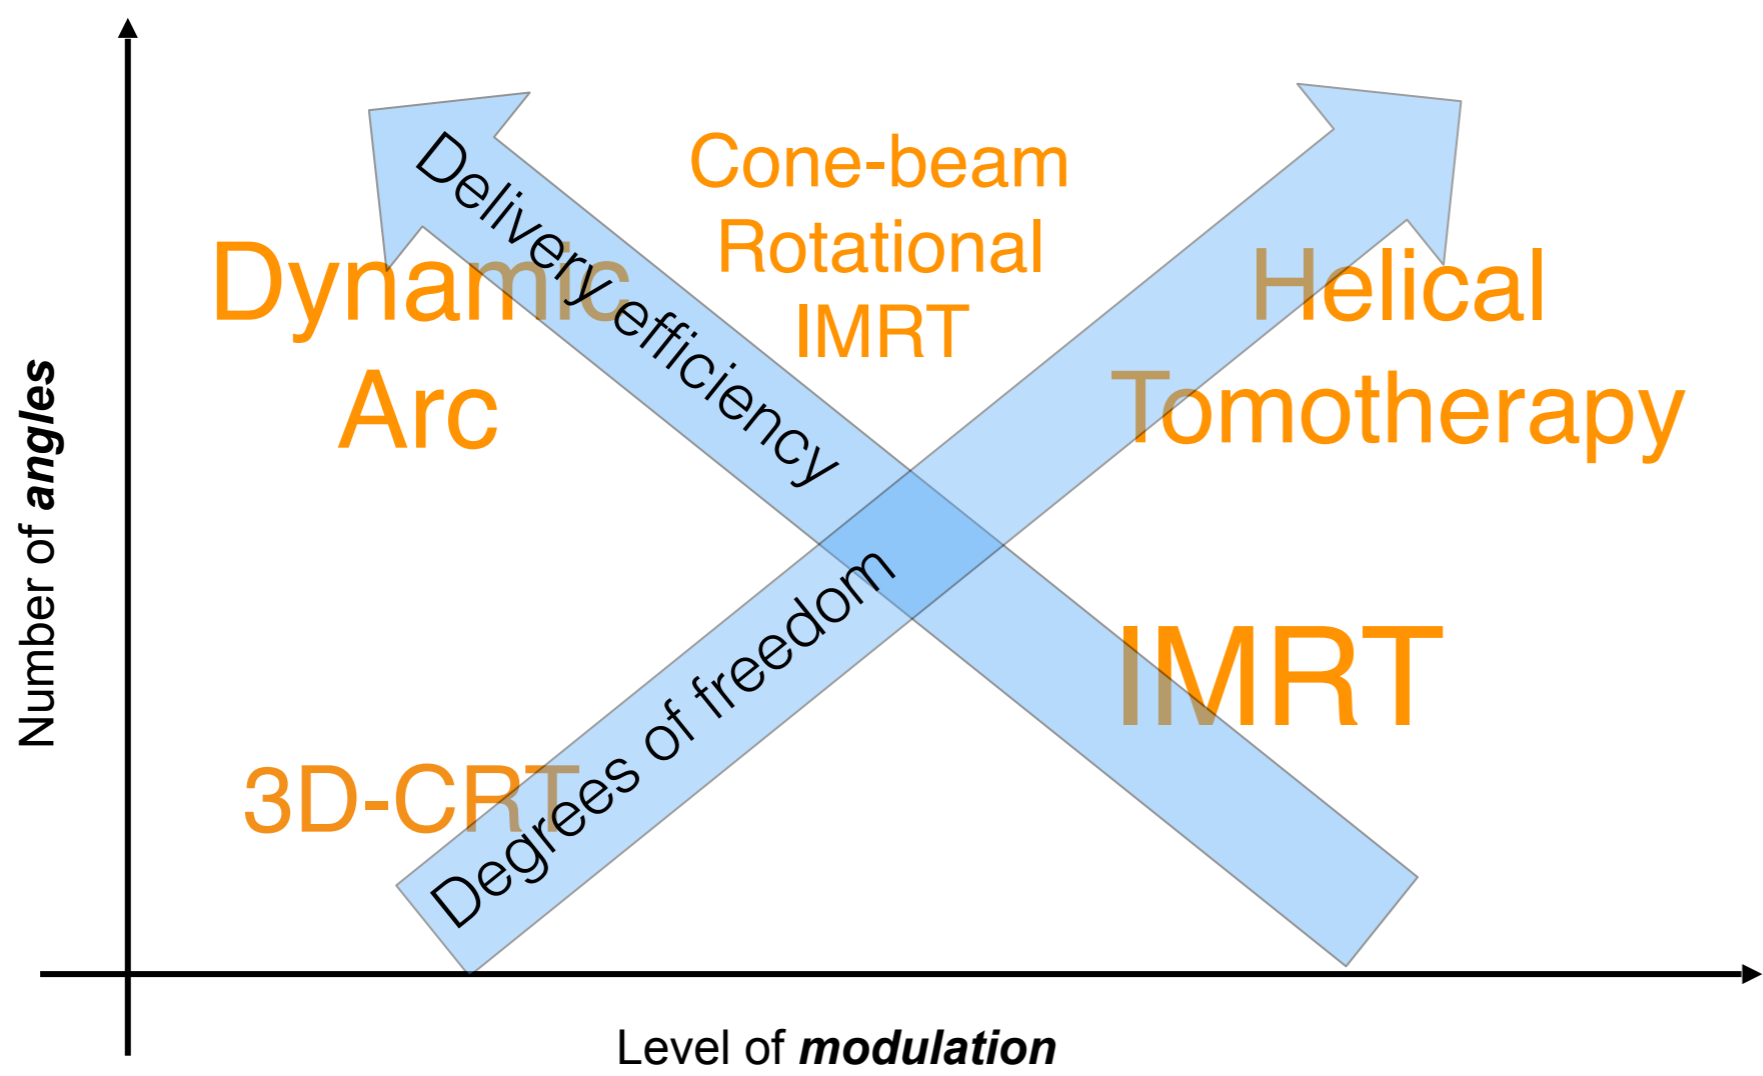 Cone-beam
Rotational
IMRT
Delivery efficiency
Dynamic
Arc
Helical
Tomotherapy
Number of angles
Degrees of freedom
IMRT
3D-CRT
Level of modulation